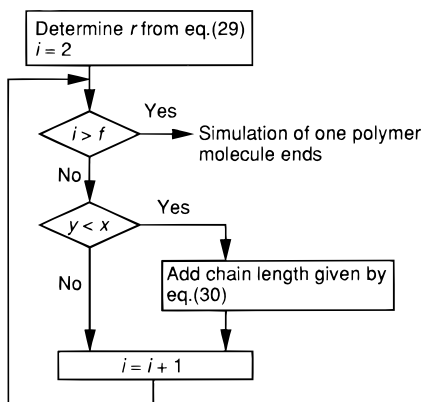 Determine r from eq.(29)
i = 2
Yes
i > f
Simulation of one polymer
molecule ends
No
Yes
y < x
No
Add chain length given by
eq.(30)
i = i + 1